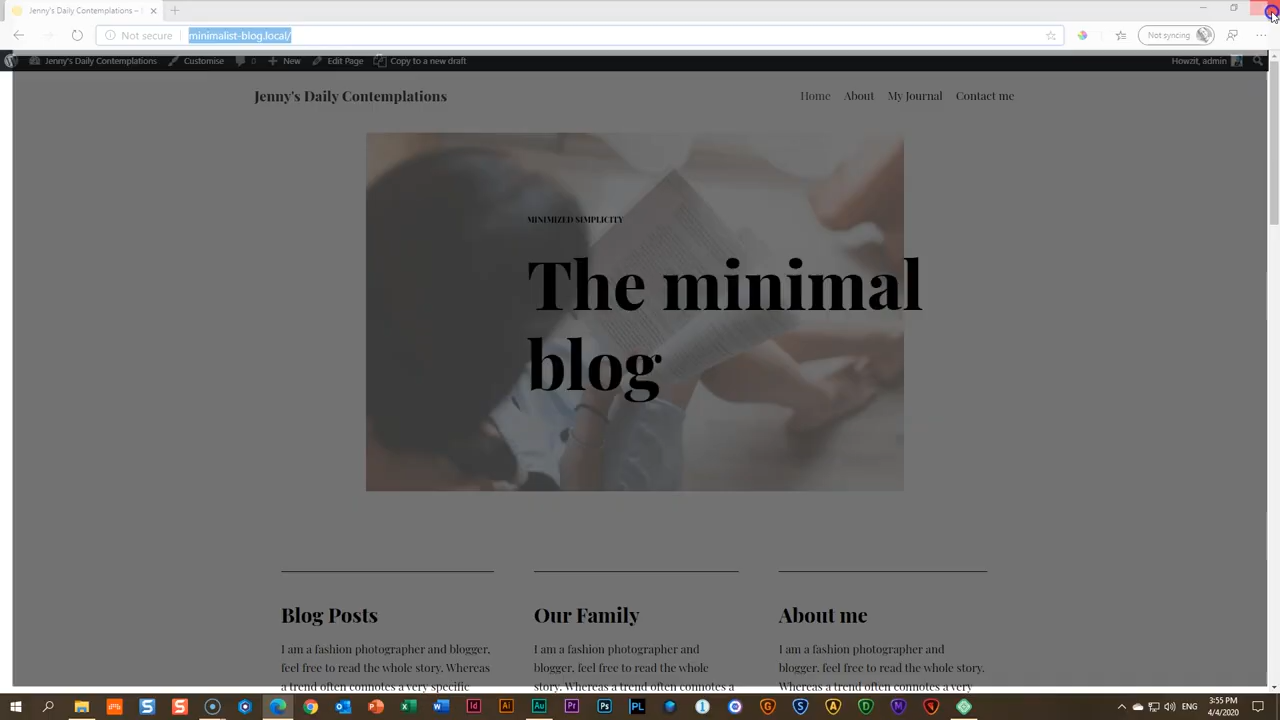 Jenny's Daily Contemplations –
Not secure
minimalist-blog.local/
Not syncing
Jenny's Daily Contemplations
Customise
0
New
Edit Page
Copy to a new draft
Howzit, admin
Jenny's Daily Contemplations
Home
About
My Journal
Contact me
MINIMIZED SIMPLICITY
The minimal
blog
Blog Posts
I am a fashion photographer and blogger,
feel free to read the whole story. Whereas
a trend often connotes a very specific
Our Family
I am a fashion photographer and
blogger, feel free to read the whole
story. Whereas a trend often connotes a
About me
I am a fashion photographer and
blogger. feel free to read the whole story.
Whereas a trend often connotes a very
3:55 PM
4/4/2020